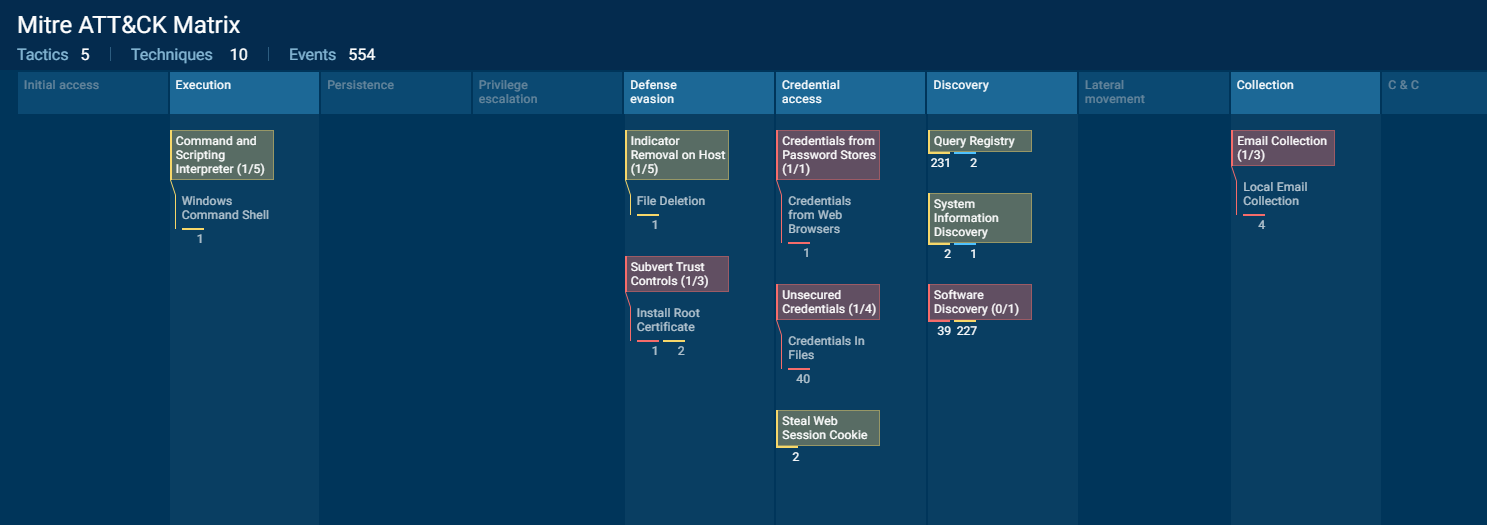 Mitre ATT&CK Matrix
Tactics 5 Techniques 10 Events 554
Initial access
Execution
Persistence
Privilege
escalation
Defense
evasion
Credential
access
Discovery
Lateral
movement
Collection
C & C
Command and
Scripting
Interpreter (1/5)
Windows
Command Shell
1
Indicator
Removal on Host
(1/5)
File Deletion
1
Subvert Trust
Controls (1/3)
Install Root
Certificate
1 2
Credentials from
Password Stores
(1/1)
Credentials
from Web
Browsers
1
Unsecured
Credentials (1/4)
Credentials In
Files
40
Steal Web
Session Cookie
2
Query Registry
231 2
System
Information
Discovery
2 1
Software
Discovery (0/1)
39 227
Email Collection
(1/3)
Local Email
Collection
4